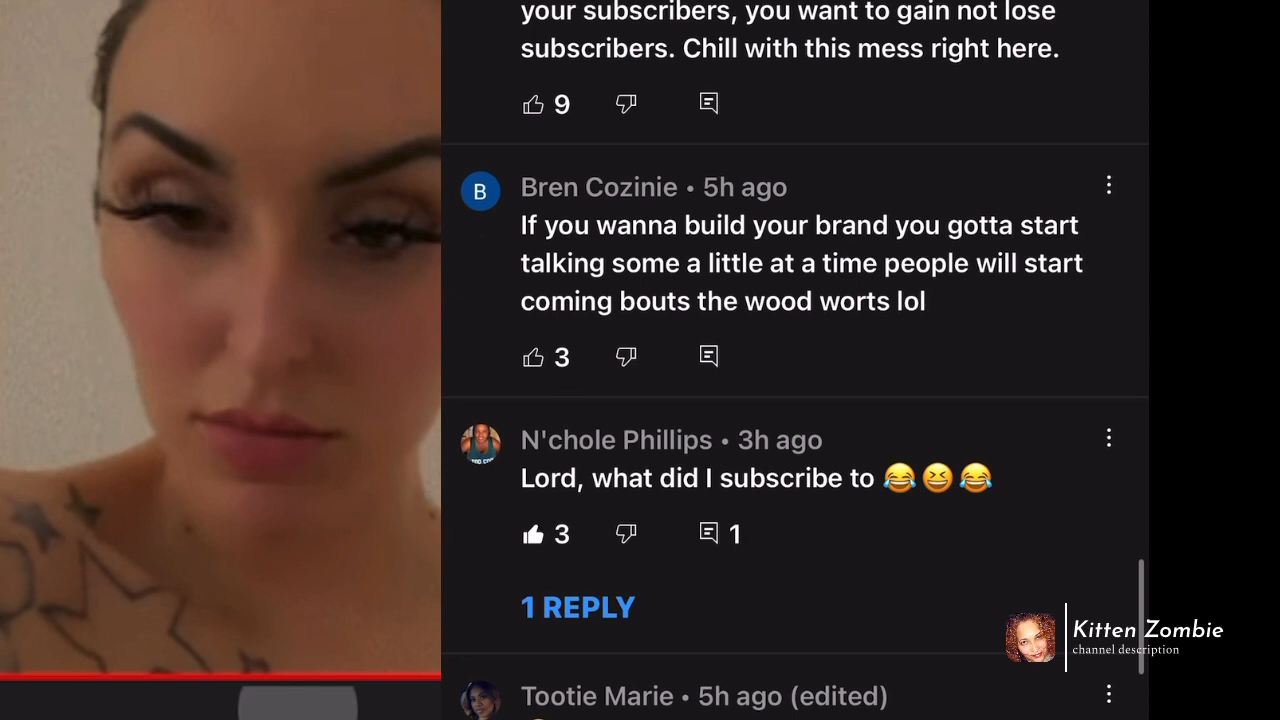 your subscribers, you want to gain not lose
subscribers. Chill with this mess right here.
9
B
Bren Cozinie • 5h ago
If you wanna build your brand you gotta start
talking some a little at a time people will start
coming bouts the wood worts lol
3
N'chole Phillips • 3h ago
Lord, what did I subscribe to 😂😆😂
3
1
1 REPLY
Kitten Zombie
channel description
Tootie Marie • 5h ago (edited)